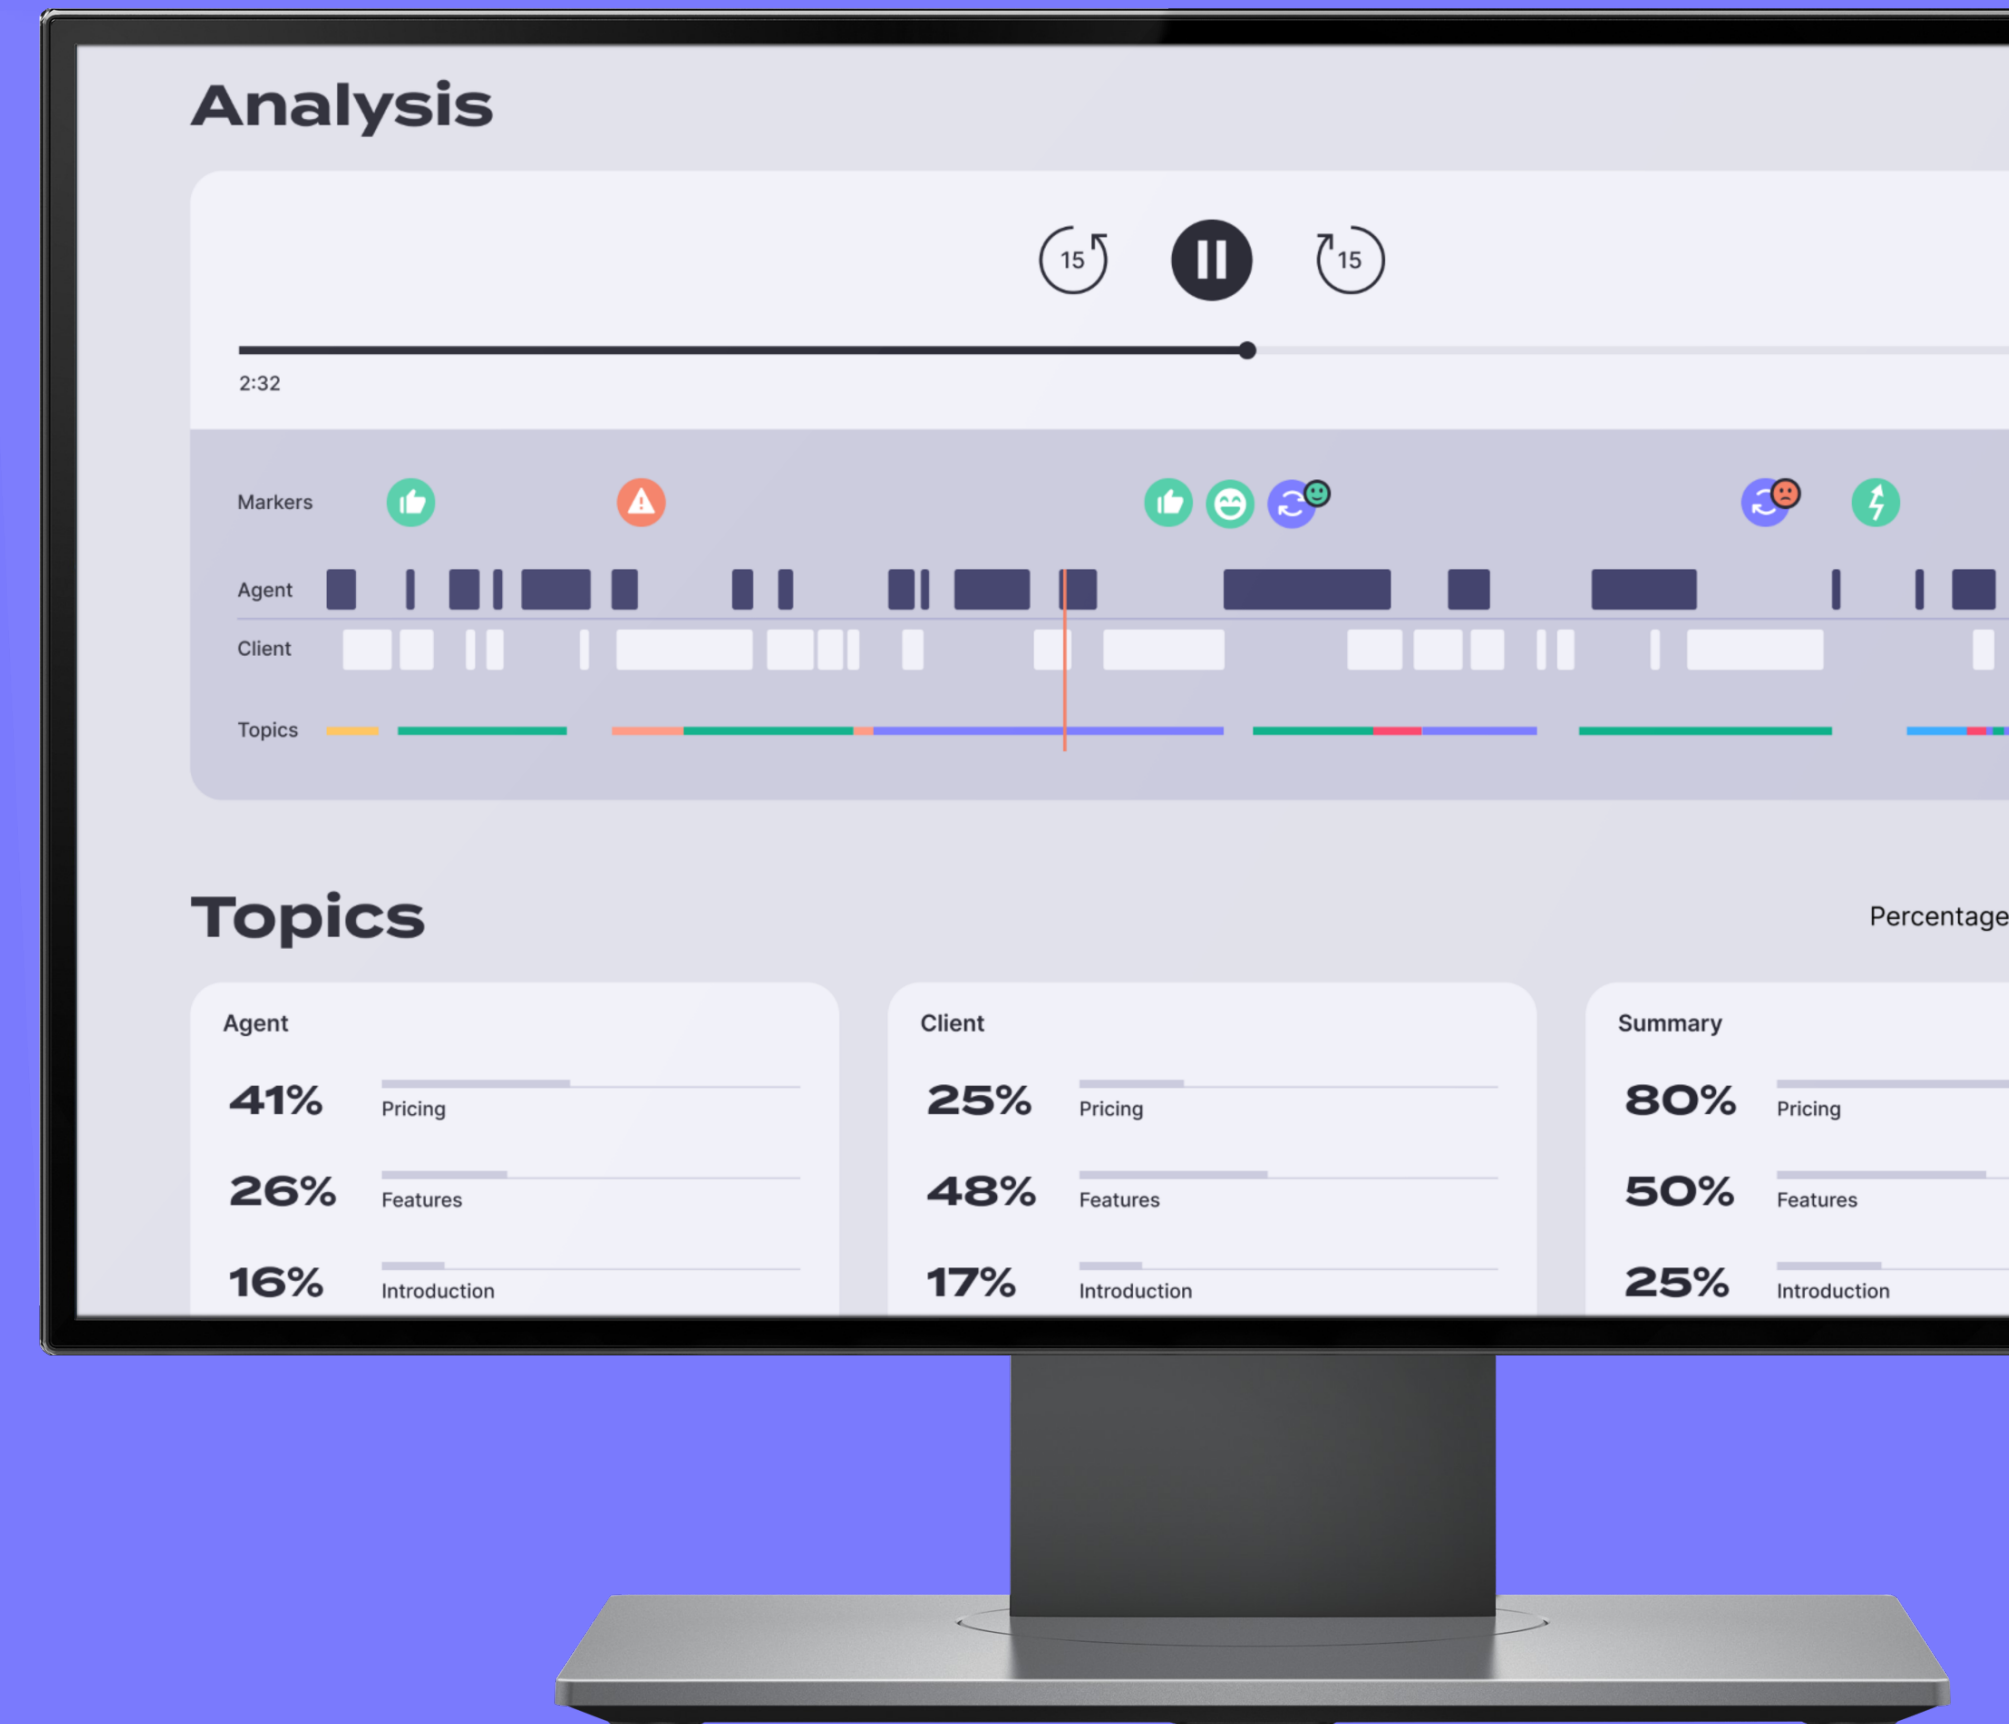 Analysis
15 15
2:32
Markers
Agent
Client
Topics
Topics
Percentage
Agent
41% Pricing
26% Features
16% Introduction
Client
25% Pricing
48% Features
17% Introduction
Summary
80% Pricing
50% Features
25% Introduction